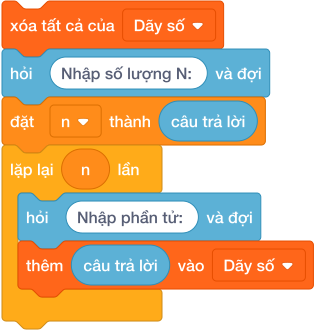 xóa tất cả của Dãy số
hỏi Nhập số lượng N: và đợi
đặt n thành câu trả lời
lặp lại n lần
hỏi Nhập phần tử: và đợi
thêm câu trả lời vào Dãy số